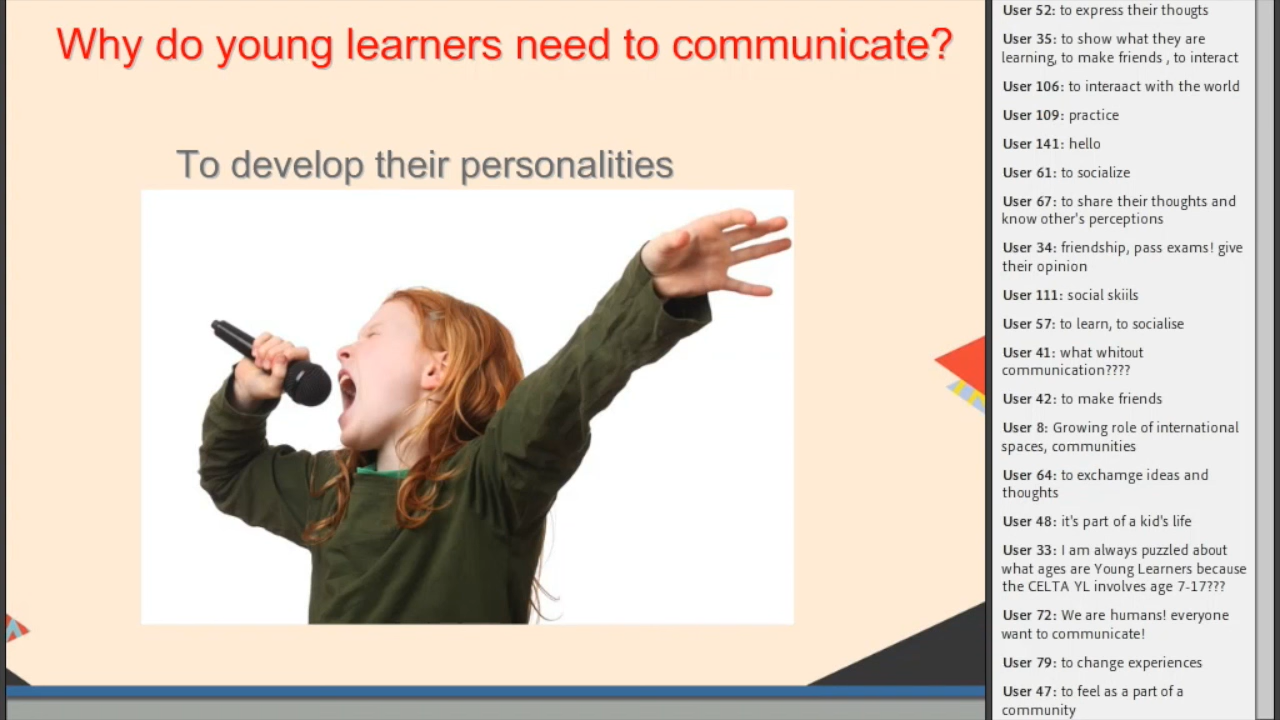 Why do young learners need to communicate?
To develop their personalities
User 52: to express their thougts
User 35: to show what they are
learning, to make friends , to interact
User 106: to interaact with the world
User 109: practice
User 141: hello
User 61: to socialize
User 67: to share their thoughts and
know other's perceptions
User 34: friendship, pass exams! give
their opinion
User 111: social skiils
User 57: to learn, to socialise
User 41: what whitout
communication????
User 42: to make friends
User 8: Growing role of international
spaces, communities
User 64: to exchamge ideas and
thoughts
User 48: it's part of a kid's life
User 33: I am always puzzled about
what ages are Young Learners because
the CELTA YL involves age 7-17???
User 72: We are humans! everyone
want to communicate!
User 79: to change experiences
User 47: to feel as a part of a
community